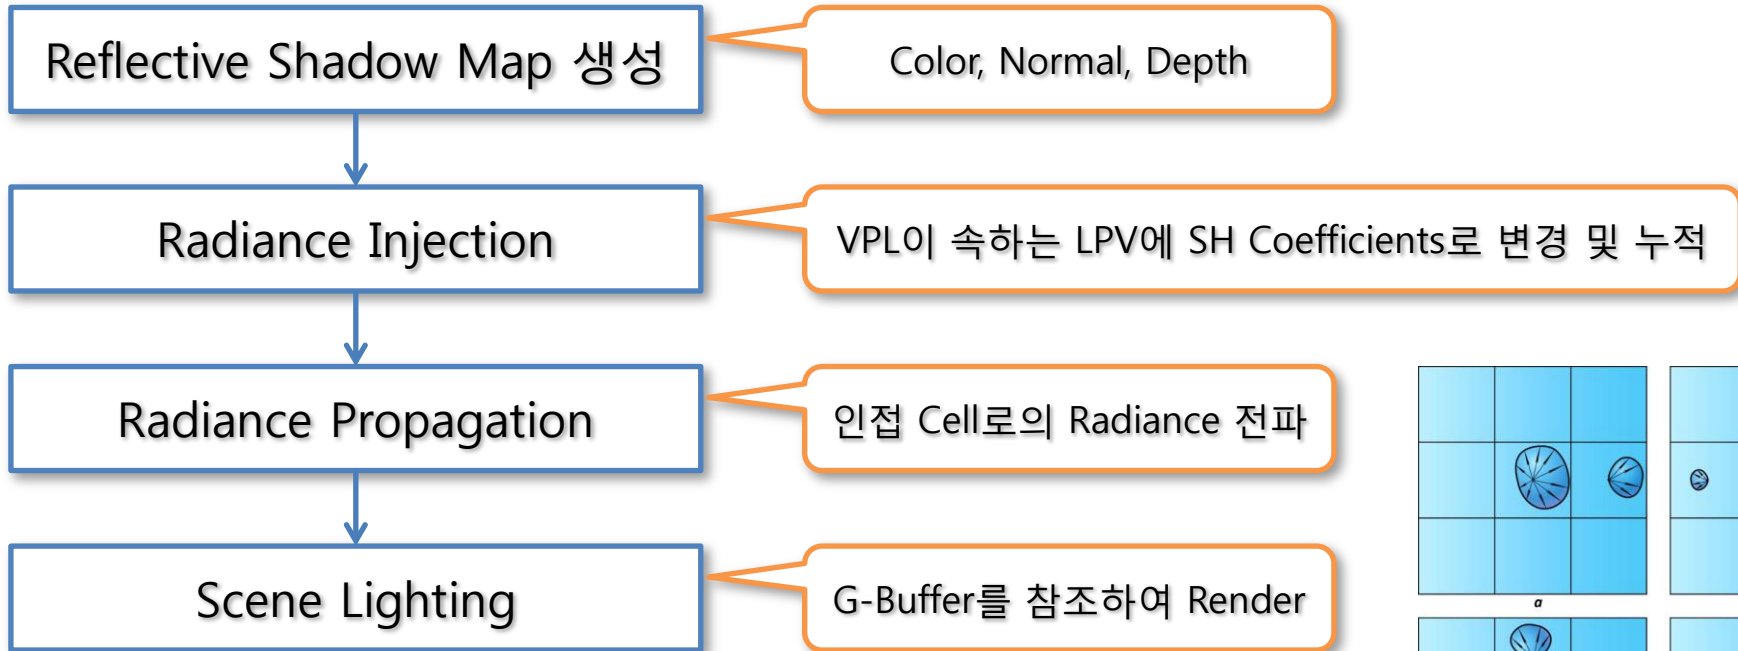 Reflective Shadow Map 생성
Color, Normal, Depth
Radiance Injection
VPL이 속하는 LPV에 SH Coefficients로 변경 및 누적
Radiance Propagation
인접 Cell로의 Radiance 전파
Scene Lighting
G-Buffer를 참조하여 Render
a